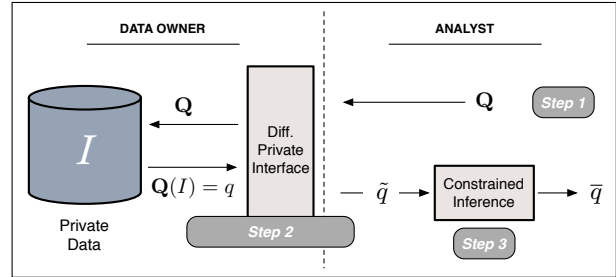 DATA OWNER
ANALYST
Q
Q
Step 1
I
Diff.
Private
Interface
Q(I) = q
q̃
Constrained
Inference
q̅
Private
Data
Step 2
Step 3